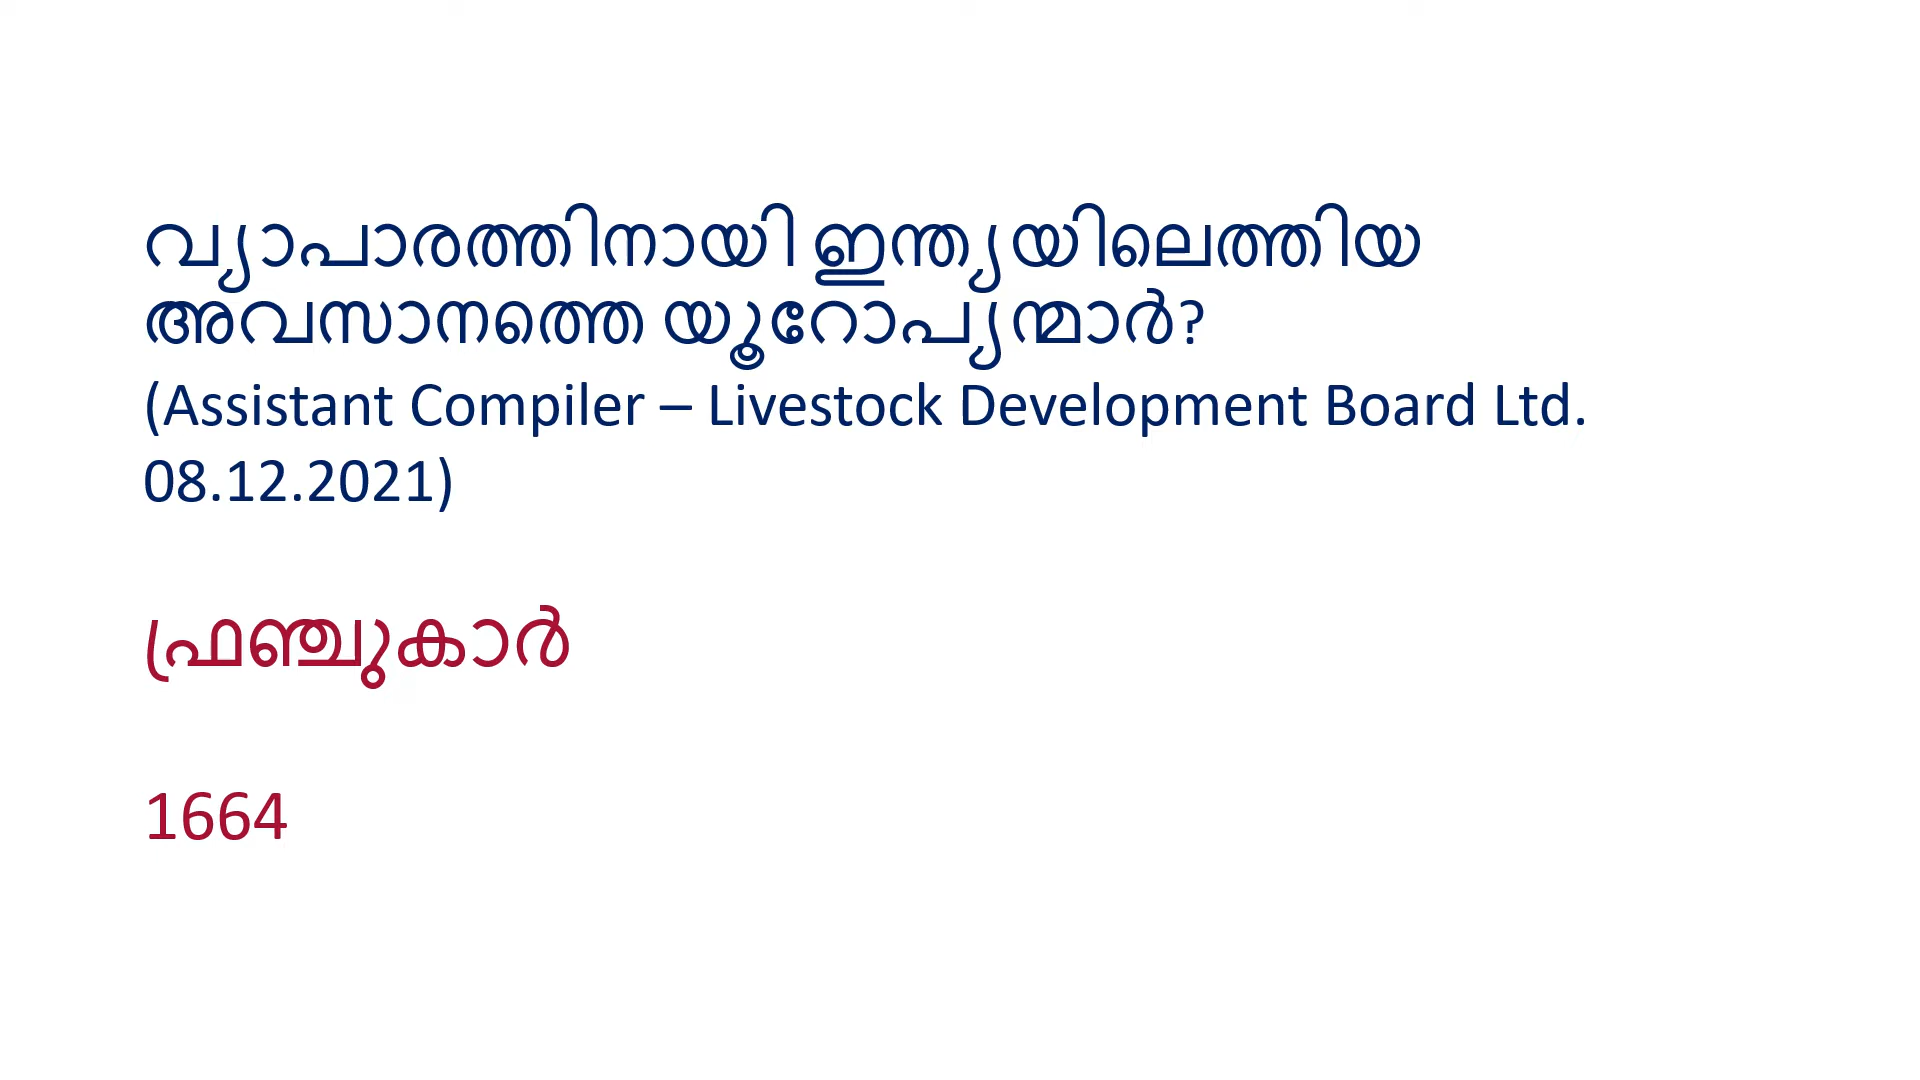 വ്യാപാരത്തിനായി ഇന്ത്യയിലെത്തിയ
അവസാനത്തെ യൂറോപ്യന്മാർ?
(Assistant Compiler – Livestock Development Board Ltd.
08.12.2021)
ഫ്രഞ്ചുകാർ
1664